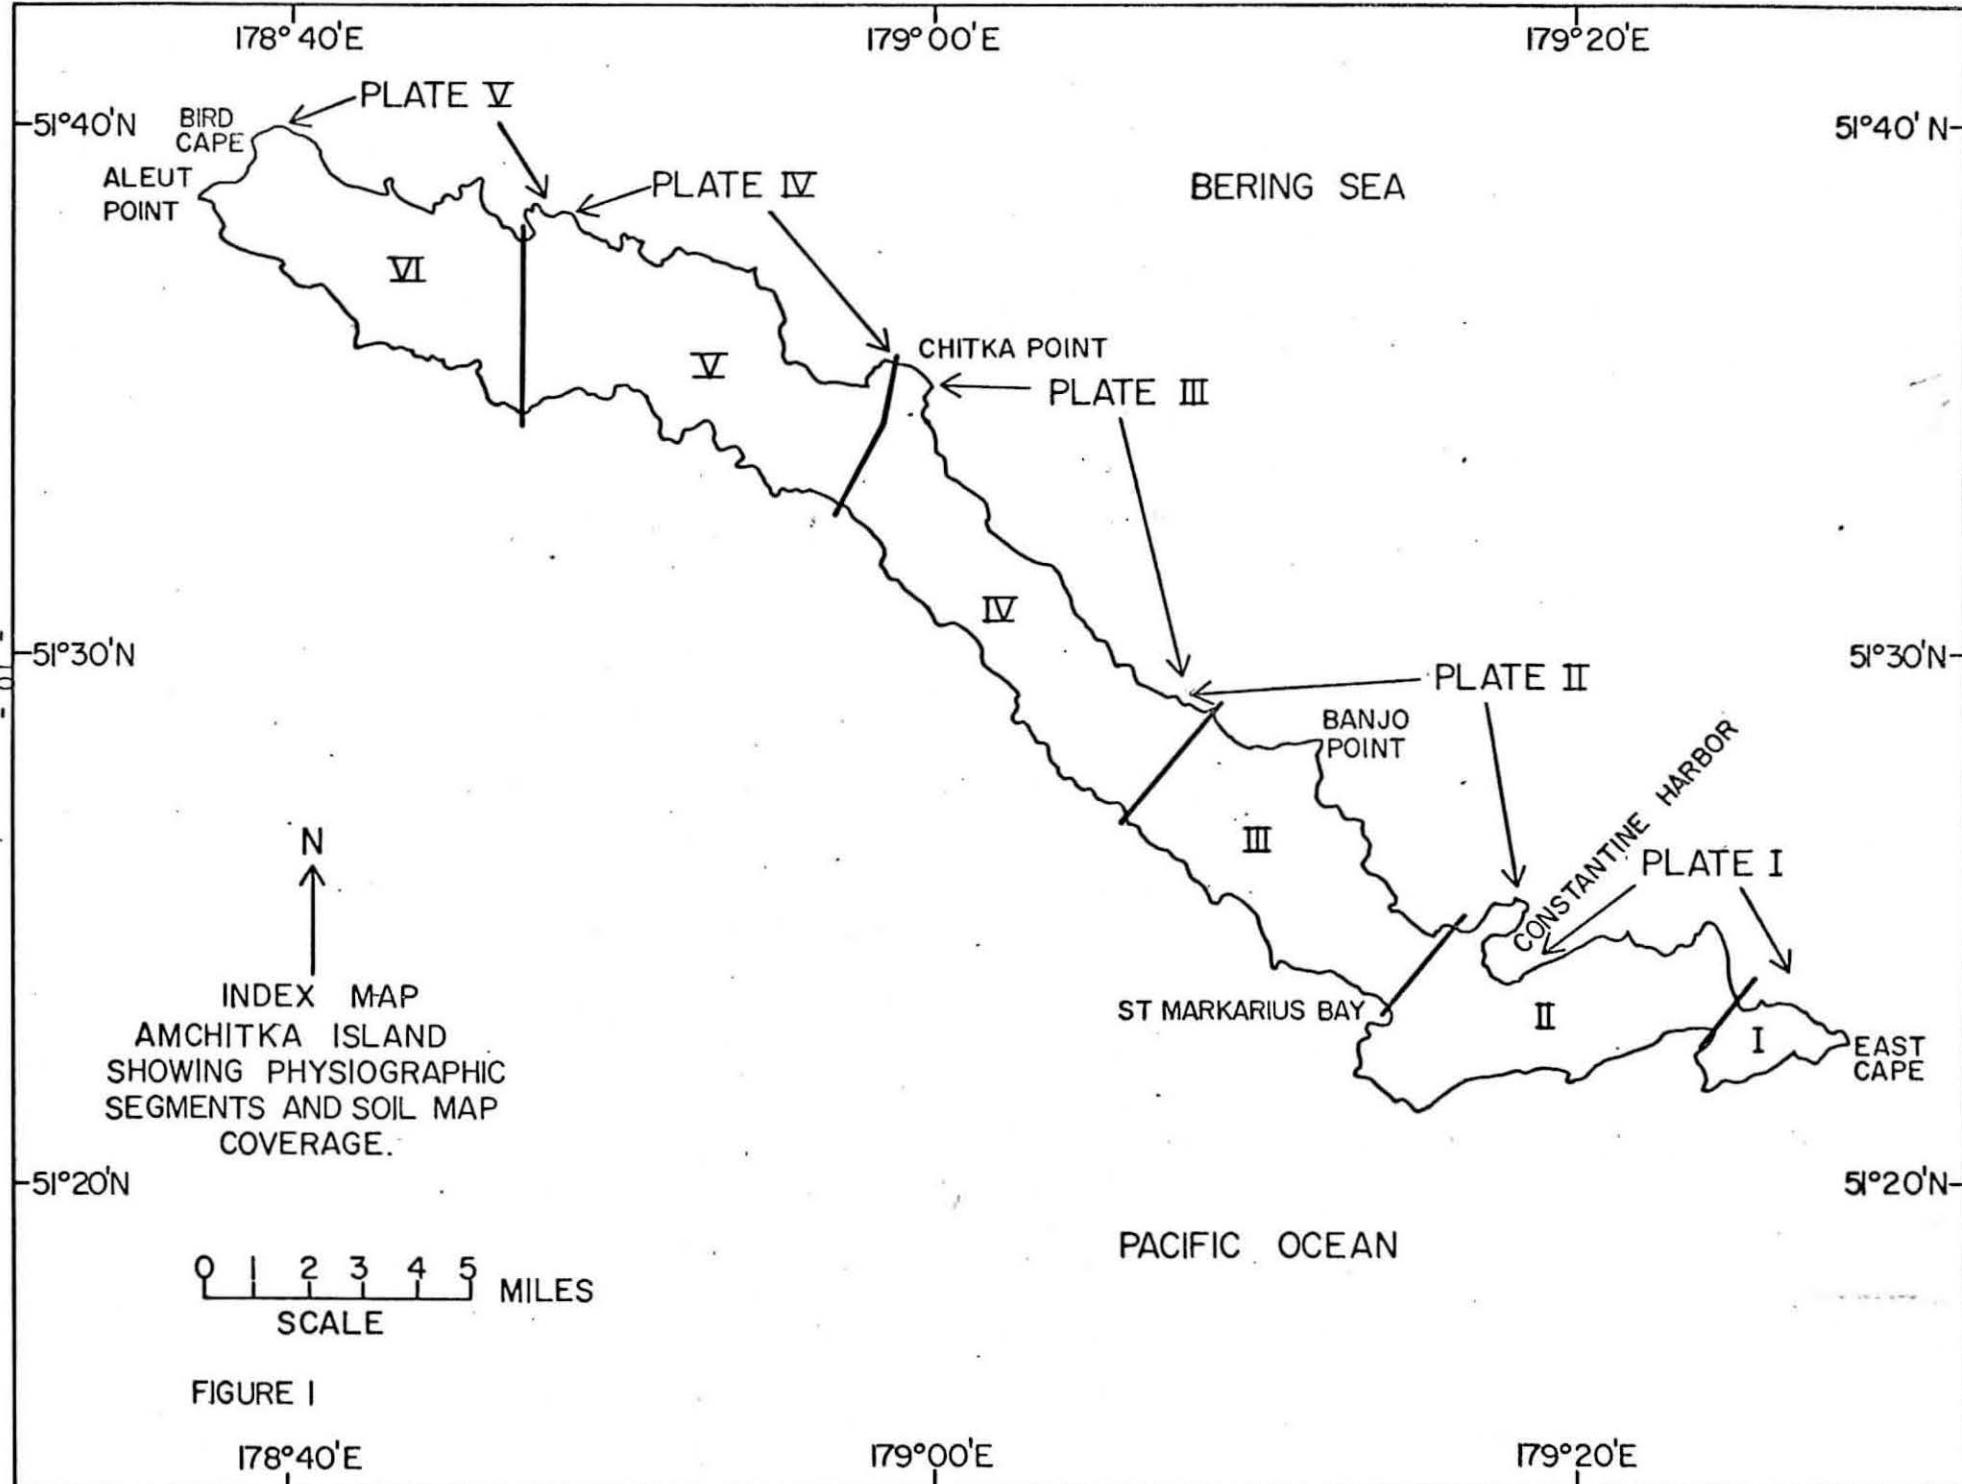 178°40'E
179°00'E
179°20'E
PLATE V
51°40'N
BIRD
CAPE
51°40'N
ALEUT
POINT
PLATE IV
BERING SEA
VI
CHITKA POINT
V
PLATE III
IV
51°30'N
51°30'N
PLATE II
BANJO
POINT
CONSTANTINE HARBOR
III
N
PLATE I
INDEX MAP
AMCHITKA ISLAND
SHOWING PHYSIOGRAPHIC
SEGMENTS AND SOIL MAP
COVERAGE.
ST MARKARIUS BAY
II
I
EAST
CAPE
51°20'N
51°20'N
PACIFIC OCEAN
0 1 2 3 4 5 MILES
SCALE
FIGURE 1
178°40'E
179°00'E
179°20'E